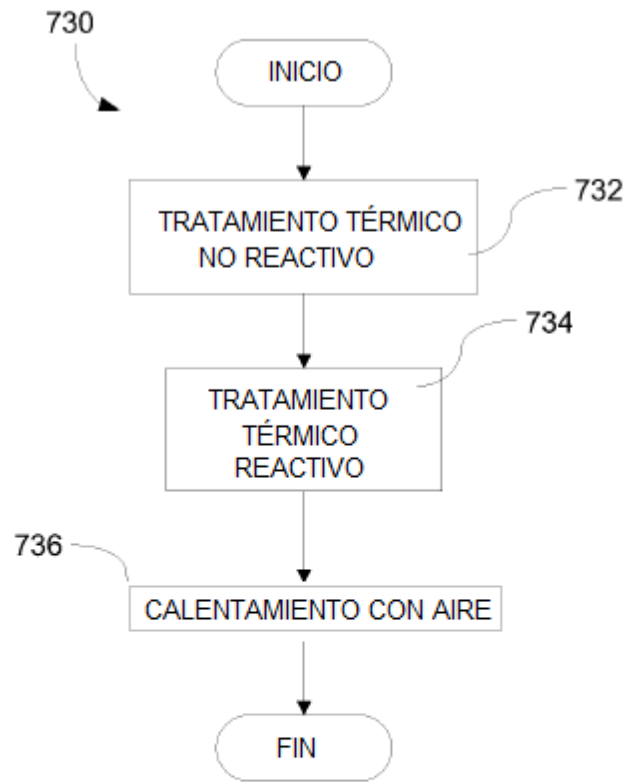 730
INICIO
732
TRATAMIENTO TÉRMICO
NO REACTIVO
734
TRATAMIENTO
TÉRMICO
REACTIVO
736
CALENTAMIENTO CON AIRE
FIN